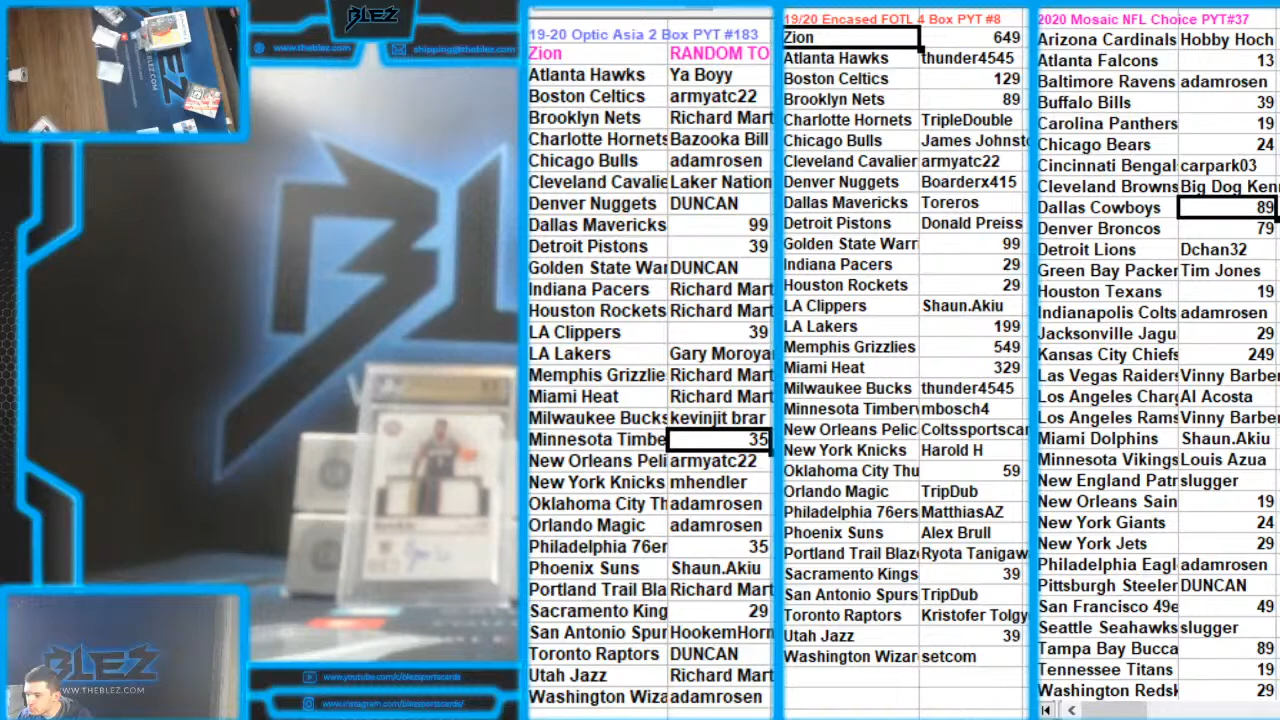 BLEZ
www.theblez.com
shipping@theblez.com
BLEZ
WWW.THEBLEZ.COM
www.youtube.com/c/blezsportscards
www.instagram.com/blezsportscards/
19-20 Optic Asia 2 Box PYT #183
Zion RANDOM TO
Atlanta Hawks Ya Boyy
Boston Celtics armyatc22
Brooklyn Nets Richard Mart
Charlotte Hornets Bazooka Bill
Chicago Bulls adamrosen
Cleveland Cavalie Laker Nation
Denver Nuggets DUNCAN
Dallas Mavericks 99
Detroit Pistons 39
Golden State War DUNCAN
Indiana Pacers Richard Mart
Houston Rockets Richard Mart
LA Clippers 39
LA Lakers Gary Moroya
Memphis Grizzlie Richard Mart
Miami Heat Richard Mart
Milwaukee Bucks kevinjit brar
Minnesota Timbe 35
New Orleans Peli armyatc22
New York Knicks mhendler
Oklahoma City Th adamrosen
Orlando Magic adamrosen
Philadelphia 76er 35
Phoenix Suns Shaun.Akiu
Portland Trail Bla Richard Mart
Sacramento King 29
San Antonio Spur HookemHorn
Toronto Raptors DUNCAN
Utah Jazz Richard Mart
Washington Wiza adamrosen
19/20 Encased FOTL 4 Box PYT #8
Zion 649
Atlanta Hawks thunder4545
Boston Celtics 129
Brooklyn Nets 89
Charlotte Hornets TripleDouble
Chicago Bulls James Johnsto
Cleveland Cavalier armyatc22
Denver Nuggets Boarderx415
Dallas Mavericks Toreros
Detroit Pistons Donald Preiss
Golden State Warr 99
Indiana Pacers 29
Houston Rockets 29
LA Clippers Shaun.Akiu
LA Lakers 199
Memphis Grizzlies 549
Miami Heat 329
Milwaukee Bucks thunder4545
Minnesota Timberv mbosch4
New Orleans Pelic Coltssportscar
New York Knicks Harold H
Oklahoma City Thu 59
Orlando Magic TripDub
Philadelphia 76ers MatthiasAZ
Phoenix Suns Alex Brull
Portland Trail Blaze Ryota Tanigaw
Sacramento Kings 39
San Antonio Spurs TripDub
Toronto Raptors Kristofer Tolgy
Utah Jazz 39
Washington Wizar setcom
2020 Mosaic NFL Choice PYT#37
Arizona Cardinals Hobby Hoch
Atlanta Falcons 13
Baltimore Ravens adamrosen
Buffalo Bills 39
Carolina Panthers 19
Chicago Bears 24
Cincinnati Bengal carpark03
Cleveland Browns Big Dog Kenn
Dallas Cowboys 89
Denver Broncos 79
Detroit Lions Dchan32
Green Bay Packer Tim Jones
Houston Texans 19
Indianapolis Colts adamrosen
Jacksonville Jagu 29
Kansas City Chiefs 249
Las Vegas Raiders Vinny Barber
Los Angeles Charg Al Acosta
Los Angeles Rams Vinny Barber
Miami Dolphins Shaun.Akiu
Minnesota Vikings Louis Azua
New England Patr slugger
New Orleans Sain 19
New York Giants 24
New York Jets 29
Philadelphia Eagl adamrosen
Pittsburgh Steeler DUNCAN
San Francisco 49e 49
Seattle Seahawks slugger
Tampa Bay Bucca 89
Tennessee Titans 19
Washington Redsk 29